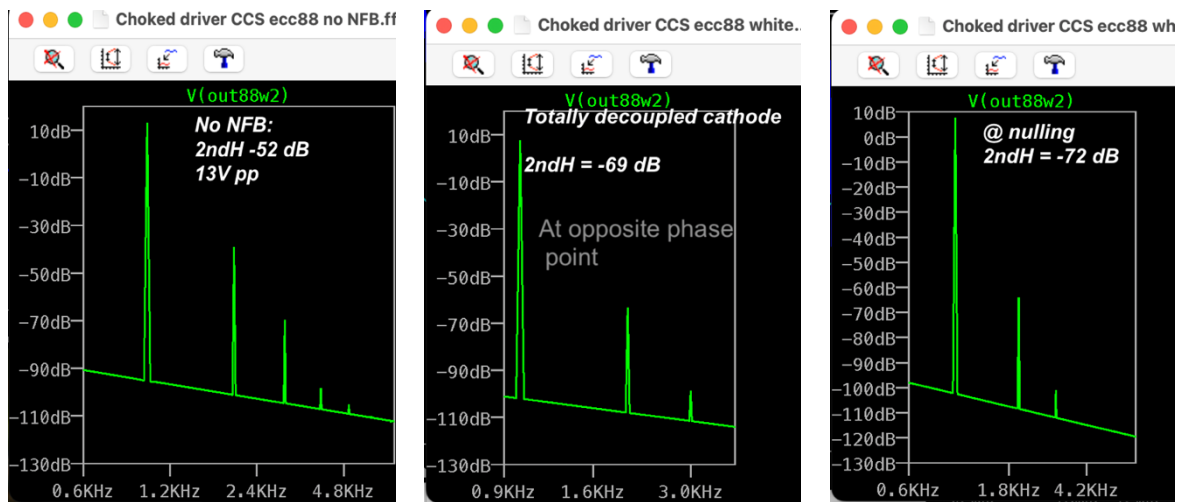 Choked driver CCS ecc88 no NFB.ff
V(out88w2)
No NFB:
2ndH -52 dB
13V pp
10dB
-10dB
-30dB
-50dB
-70dB
-90dB
-110dB
-130dB
0.6KHz 1.2KHz 2.4KHz 4.8KHz
Choked driver CCS ecc88 white..
V(out88w2)
Totally decoupled cathode
2ndH = -69 dB
At opposite phase
point
10dB
-10dB
-30dB
-50dB
-70dB
-90dB
-110dB
-130dB
0.9KHz 1.6KHz 3.0KHz
Choked driver CCS ecc88 wh
V(out88w2)
@ nulling
2ndH = -72 dB
10dB
0dB
-10dB
-20dB
-30dB
-40dB
-50dB
-60dB
-70dB
-80dB
-90dB
-100dB
-110dB
-120dB
-130dB
0.6KHz 1.8KHz 4.2KHz